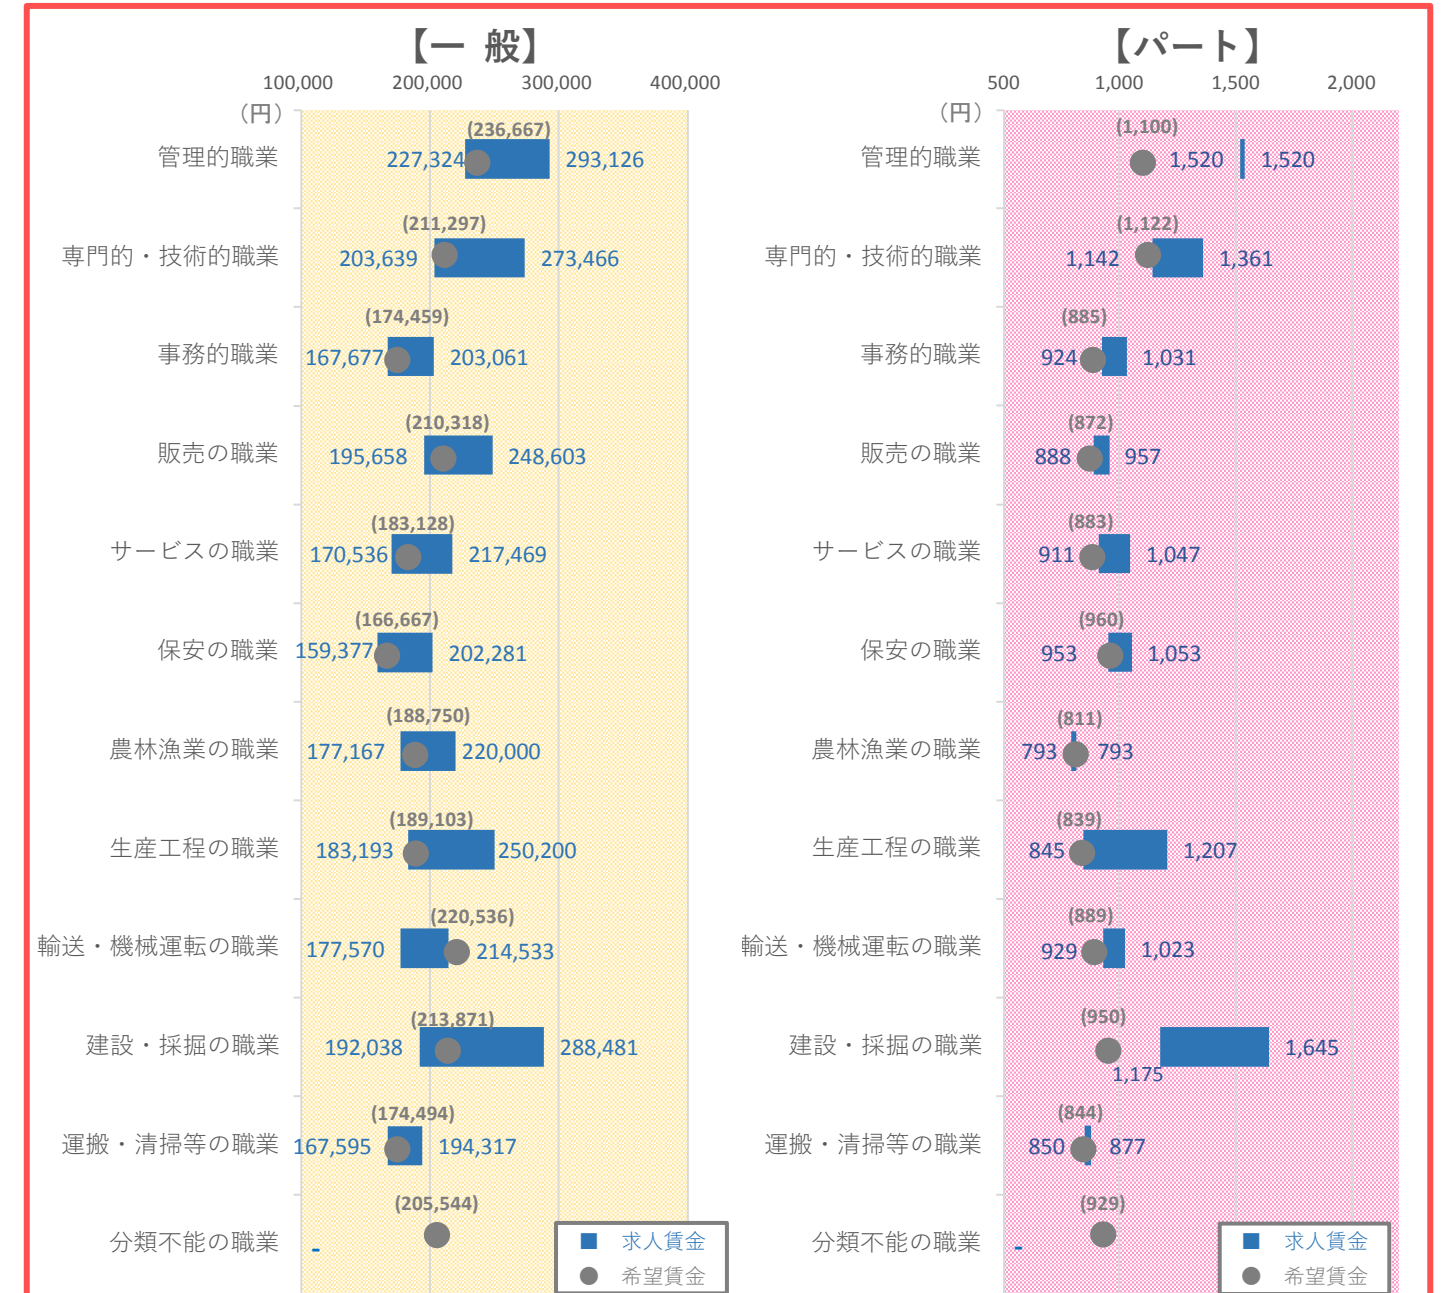 【一 般】
100,000 200,000 300,000 400,000
（円）
管理的職業 227,324 (236,667) 293,126
専門的・技術的職業 203,639 (211,297) 273,466
事務的職業 167,677 (174,459) 203,061
販売の職業 195,658 (210,318) 248,603
サービスの職業 170,536 (183,128) 217,469
保安の職業 159,377 (166,667) 202,281
農林漁業の職業 177,167 (188,750) 220,000
生産工程の職業 183,193 (189,103) 250,200
輸送・機械運転の職業 177,570 (220,536) 214,533
建設・採掘の職業 192,038 (213,871) 288,481
運搬・清掃等の職業 167,595 (174,494) 194,317
分類不能の職業 - (205,544)
求人賃金
希望賃金
【パート】
500 1,000 1,500 2,000
（円）
管理的職業 (1,100) 1,520 1,520
専門的・技術的職業 1,142 (1,122) 1,361
事務的職業 924 (885) 1,031
販売の職業 888 (872) 957
サービスの職業 911 (883) 1,047
保安の職業 953 (960) 1,053
農林漁業の職業 793 (811) 793
生産工程の職業 845 (839) 1,207
輸送・機械運転の職業 929 (889) 1,023
建設・採掘の職業 (950) 1,175 1,645
運搬・清掃等の職業 850 (844) 877
分類不能の職業 - (929)
求人賃金
希望賃金